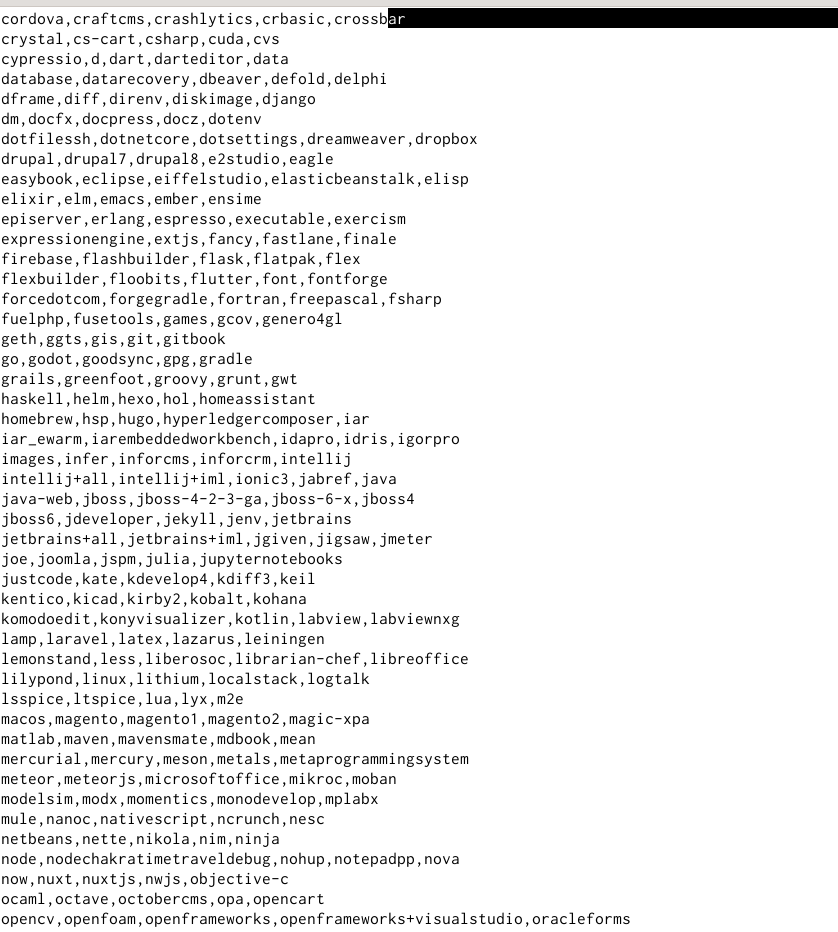 cordova,craftcms,crashlytics,crbasic,crossbar
crystal,cs-cart,csharp,cuda,cvs
cypressio,d,dart,darteditor,data
database,datarecovery,dbeaver,defold,delphi
dframe,diff,direnv,diskimage,django
dm,docfx,docpress,docz,dotenv
dotfilessh,dotnetcore,dotsettings,dreamweaver,dropbox
drupal,drupal7,drupal8,e2studio,eagle
easybook,eclipse,eiffelstudio,elasticbeanstalk,elisp
elixir,elm,emacs,ember,ensime
episerver,erlang,espresso,executable,exercism
expressionengine,extjs,fancy,fastlane,finale
firebase,flashbuilder,flask,flatpak,flex
flexbuilder,floobits,flutter,font,fontforge
forcedotcom,forgegradle,fortran,freepascal,fsharp
fuelphp,fusetools,games,gcov,genero4gl
geth,ggts,gis,git,gitbook
go,godot,goodsync,gpg,gradle
grails,greenfoot,groovy,grunt,gwt
haskell,helm,hexo,hol,homeassistant
homebrew,hsp,hugo,hyperledgercomposer,iar
iar_ewarm,iarembeddedworkbench,idapro,idris,igorpro
images,infer,inforcms,inforcrm,intellij
intellij+all,intellij+iml,ionic3,jabref,java
java-web,jboss,jboss-4-2-3-ga,jboss-6-x,jboss4
jboss6,jdeveloper,jekyll,jenv,jetbrains
jetbrains+all,jetbrains+iml,jgiven,jigsaw,jmeter
joe,joomla,jspm,julia,jupyternotebooks
justcode,kate,kdevelop4,kdiff3,keil
kentico,kicad,kirby2,kobalt,kohana
komodoedit,konyvisualizer,kotlin,labview,labviewnxg
lamp,laravel,latex,lazarus,leiningen
lemonstand,less,liberosoc,librarian-chef,libreoffice
lilypond,linux,lithium,localstack,logtalk
lsspice,ltspice,lua,lyx,m2e
macos,magento,magento1,magento2,magic-xpa
matlab,maven,mavensmate,mdbook,mean
mercurial,mercury,meson,metals,metaprogrammingsystem
meteor,meteorjs,microsoftoffice,mikroc,moban
modelsim,modx,momentics,monodevelop,mplabx
mule,nanoc,nativescript,ncrunch,nesc
netbeans,nette,nikola,nim,ninja
node,nodechakratimetraveldebug,nohup,notepadpp,nova
now,nuxt,nuxtjs,nwjs,objective-c
ocaml,octave,octobercms,opa,opencart
opencv,openfoam,openframeworks,openframeworks+visualstudio,oracleforms